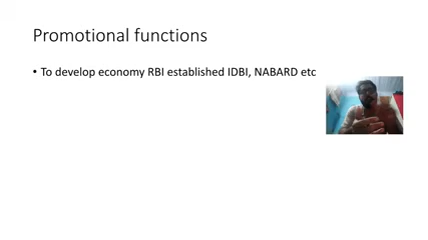 Promotional functions
• To develop economy RBI established IDBI, NABARD etc